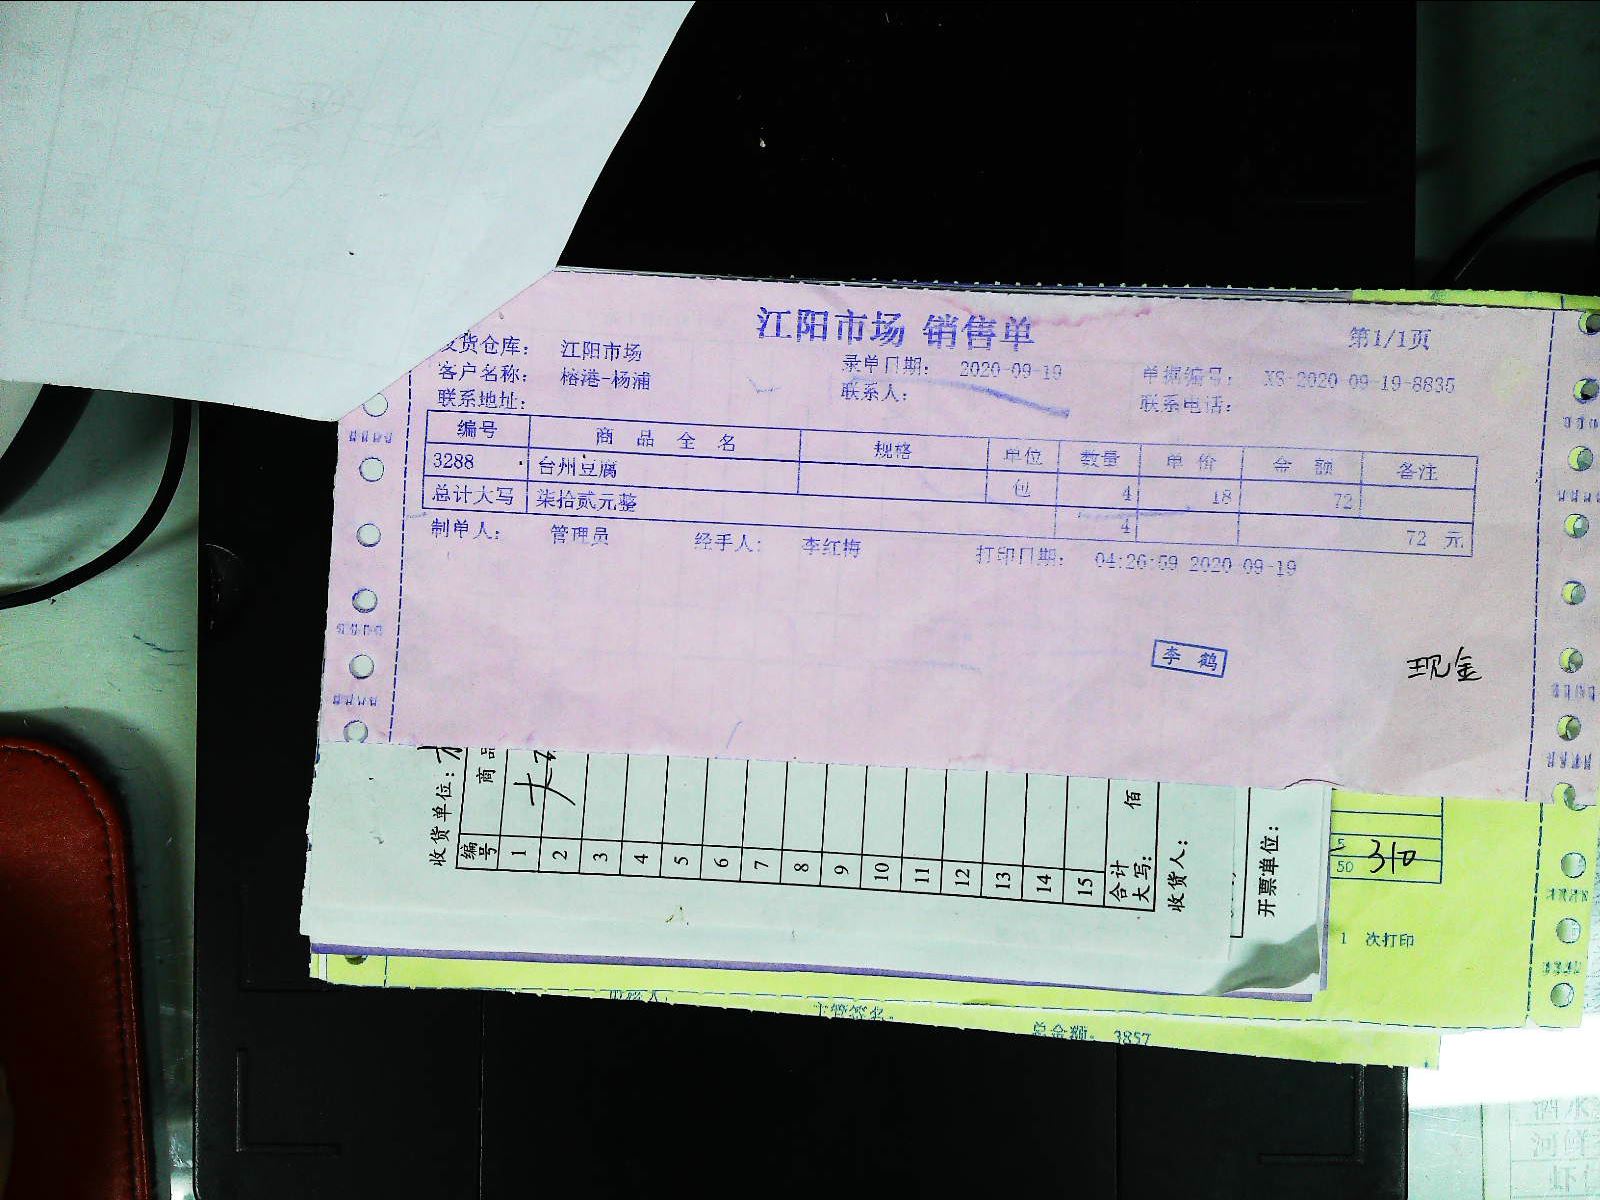 江阳市场 销售单
第1/1页
发货仓库： 江阳市场
录单日期： 2020-09-19
单据编号： XS-2020-09-19-8835
客户名称： 榕港-杨浦
联系人：
联系电话：
联系地址：
编号 商品全名 规格 单位 数量 单价 金额 备注
3288 台州豆腐 包 4 18 72
总计大写 柒拾贰元整 4 72 元
制单人： 管理员 经手人： 李红梅 打印日期： 04:26:59 2020-09-19
李 鹤
现金
收货单位：
编号 商品
1
2
3
4
5
6
7
8
9
10
11
12
13
14
15
合计大写： 佰
收货人：
开票单位：
50 310
1 次打印
主管签名：
总金额： 3857